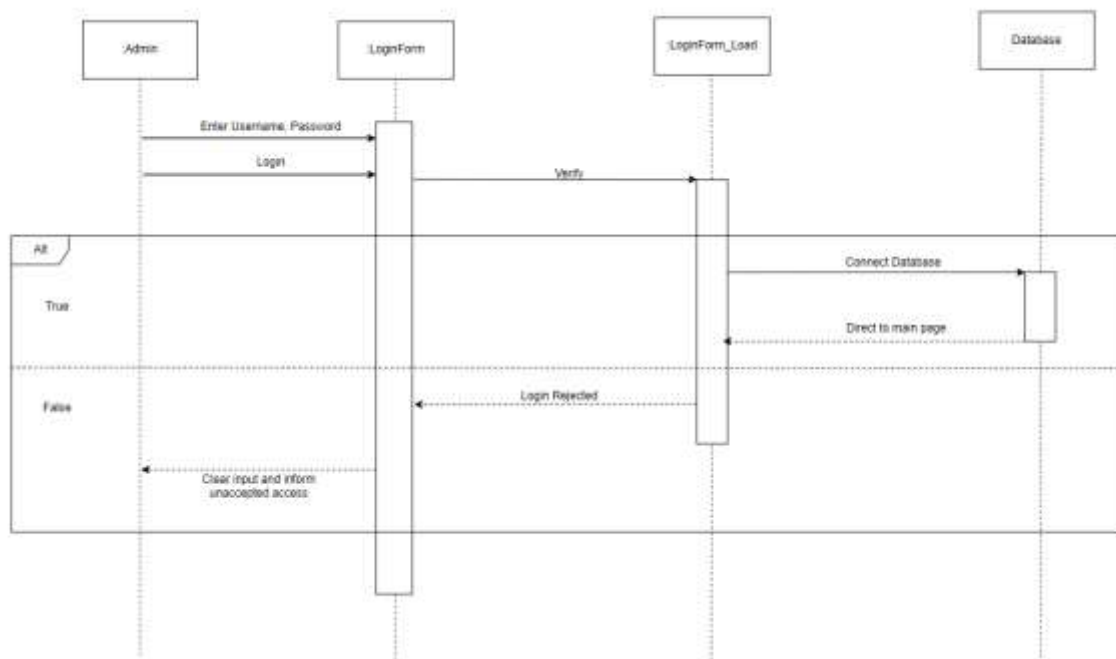 :Admin
:LoginForm
:LoginForm_Load
Database
Enter Username, Password
Login
Verify
Alt
Connect Database
True
Direct to main page
Login Rejected
False
Clear input and inform
unaccepted access